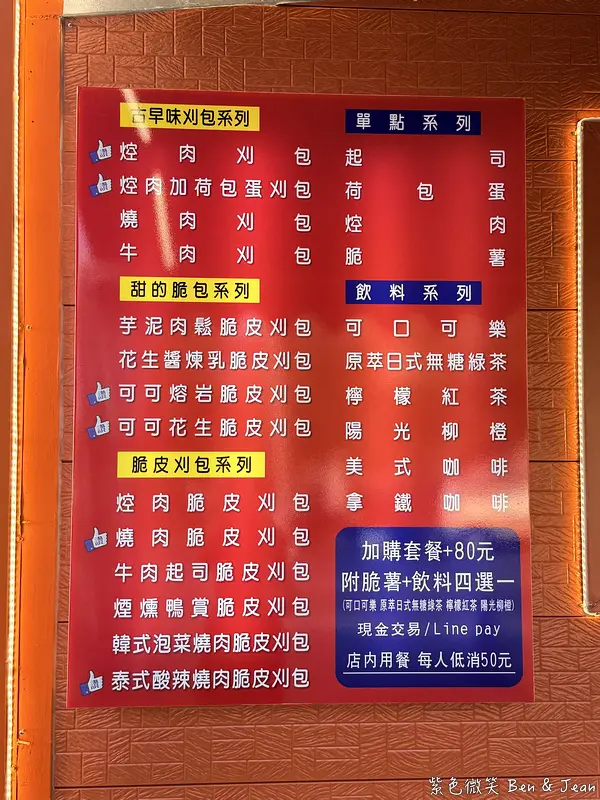 古早味刈包系列
焢肉刈包
焢肉加荷包蛋刈包
燒肉刈包
牛肉刈包
甜的脆包系列
芋泥肉鬆脆皮刈包
花生醬煉乳脆皮刈包
可可熔岩脆皮刈包
可可花生脆皮刈包
脆皮刈包系列
焢肉脆皮刈包
燒肉脆皮刈包
牛肉起司脆皮刈包
煙燻鴨賞脆皮刈包
韓式泡菜燒肉脆皮刈包
泰式酸辣燒肉脆皮刈包
單點系列
起司
荷包蛋
焢肉
脆薯
飲料系列
可口可樂
原萃日式無糖綠茶
檸檬紅茶
陽光柳橙
美式咖啡
拿鐵咖啡
加購套餐+80元
附脆薯+飲料四選一
(可口可樂 原萃日式無糖綠茶 檸檬紅茶 陽光柳橙)
現金交易/Line pay
店內用餐 每人低消50元
紫色微笑 Ben & Jean